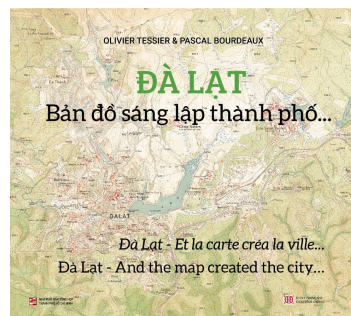 OLIVIER TESSIER & PASCAL BOURDEAUX
ĐÀ LẠT
Bản đồ sáng lập thành phố...
DALAT
Đà Lạt - Et la carte créa la ville...
Đà Lạt - And the map created the city...